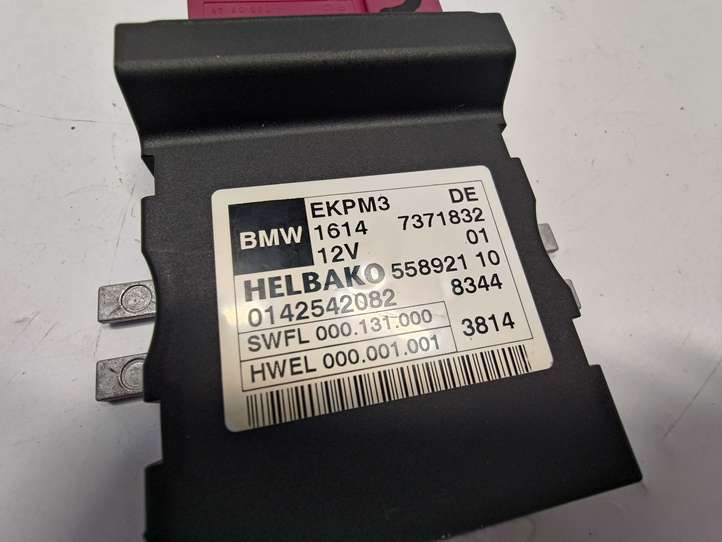 BMW EKPM3 DE
1614 7371832
12V 01
HELBAKO 558921 10
0142542082 8344
SWFL 000.131.000 3814
HWEL 000.001.001